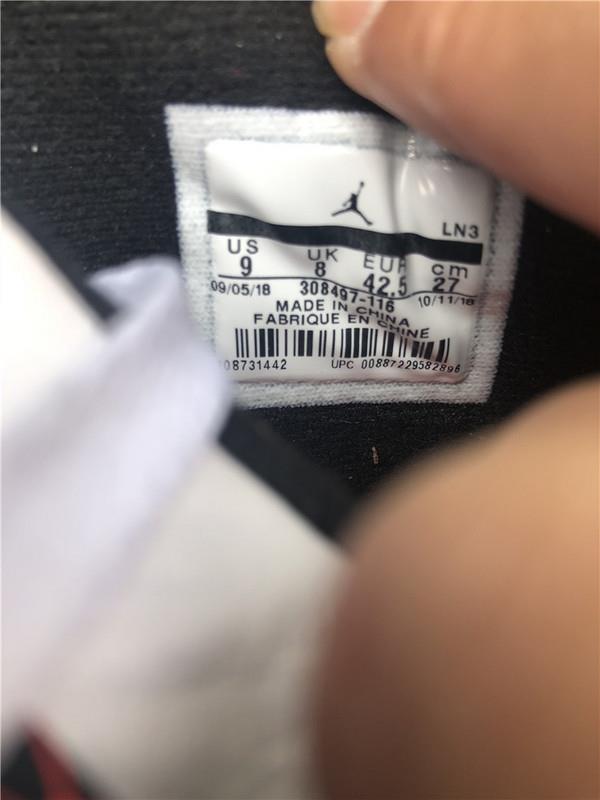 LN3
US UK EUR cm
9 8 42.5 27
09/05/18 308497-116 10/11/18
MADE IN CHINA
FABRIQUE EN CHINE
08731442 UPC 00887229582896